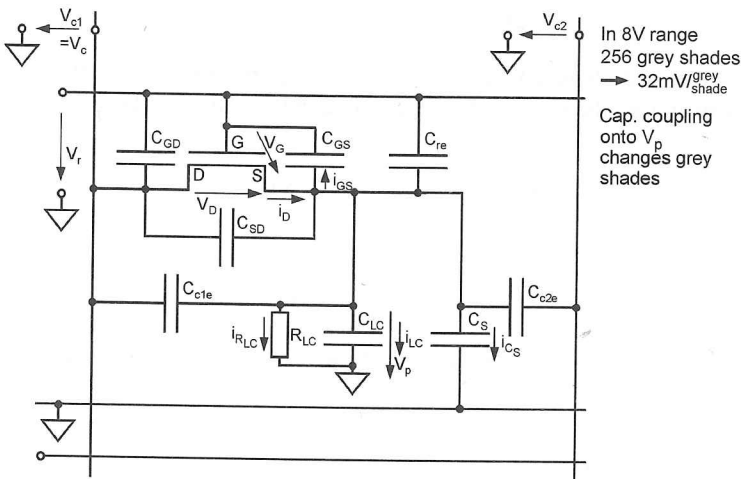 Vc1
=Vc
Vc2
In 8V range
256 grey shades
→ 32mV/grey shade
Cap. coupling
onto Vp
changes grey
shades
Vr
CGD
G
VG
CGS
Cre
D
S
iGS
VD
iD
CSD
Cc1e
Cc2e
iRLC
RLC
CLC
iLC
Vp
CS
iCS